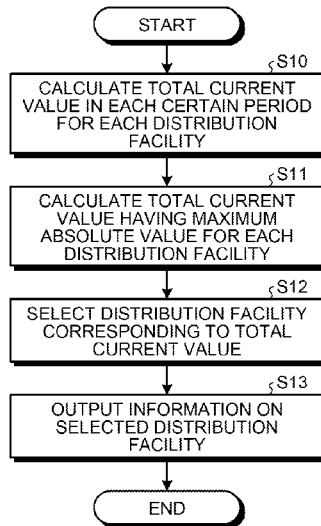 START
S10
CALCULATE TOTAL CURRENT
VALUE IN EACH CERTAIN PERIOD
FOR EACH DISTRIBUTION
FACILITY
S11
CALCULATE TOTAL CURRENT
VALUE HAVING MAXIMUM
ABSOLUTE VALUE FOR EACH
DISTRIBUTION FACILITY
S12
SELECT DISTRIBUTION FACILITY
CORRESPONDING TO TOTAL
CURRENT VALUE
S13
OUTPUT INFORMATION ON
SELECTED DISTRIBUTION
FACILITY
END